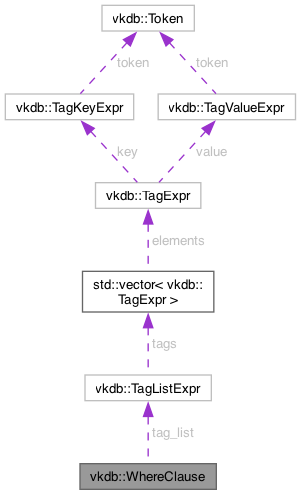 vkdb::Token
token
token
vkdb::TagKeyExpr
vkdb::TagValueExpr
key
value
vkdb::TagExpr
elements
std::vector< vkdb::
TagExpr >
tags
vkdb::TagListExpr
tag_list
vkdb::WhereClause